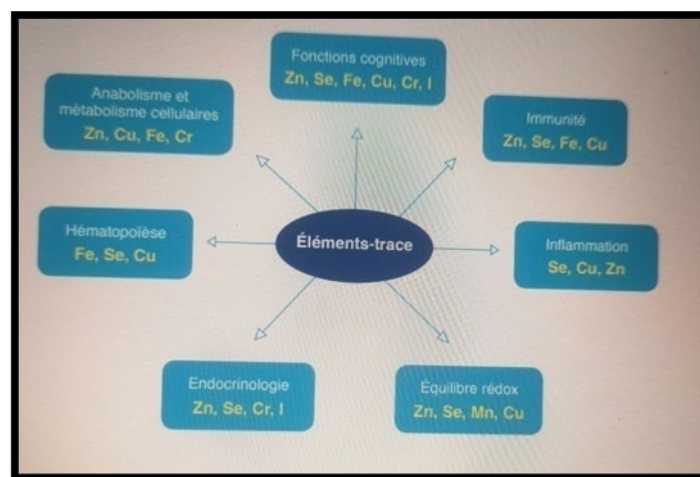 Fonctions cognitives
Zn, Se, Fe, Cu, Cr, I
Anabolisme et
métabolisme cellulaires
Zn, Cu, Fe, Cr
Immunité
Zn, Se, Fe, Cu
Hématopoïèse
Fe, Se, Cu
Éléments-trace
Inflammation
Se, Cu, Zn
Endocrinologie
Zn, Se, Cr, I
Équilibre rédox
Zn, Se, Mn, Cu